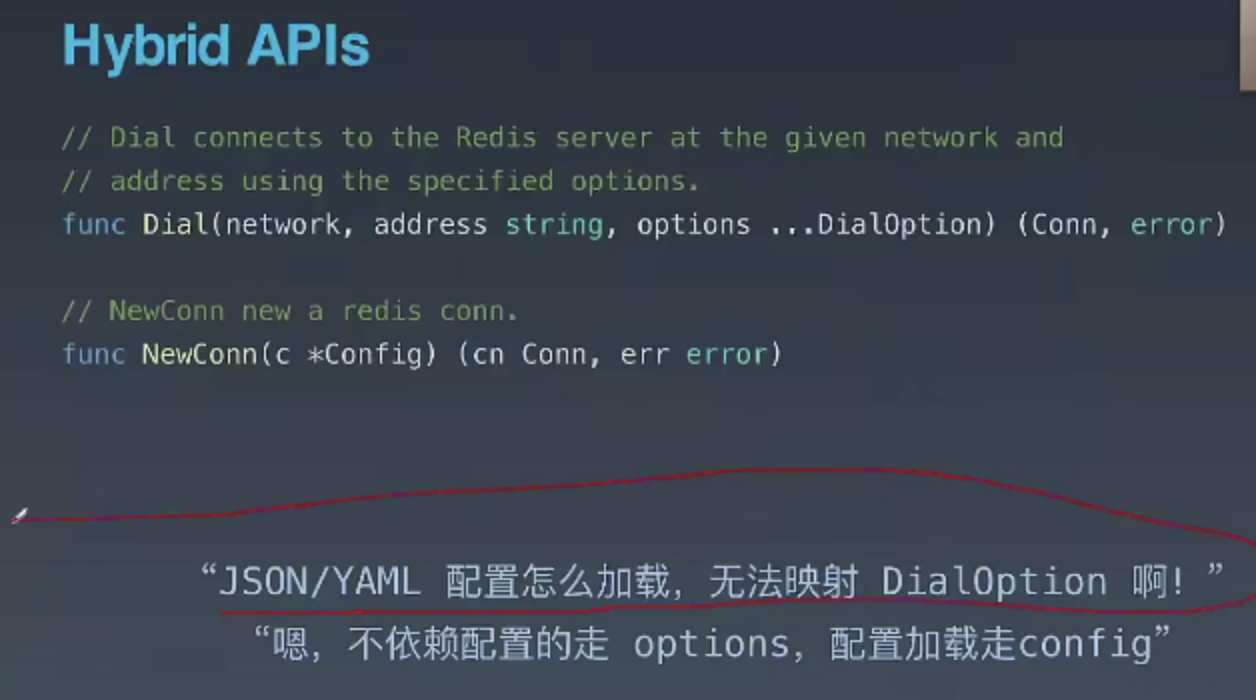 Hybrid APIs
// Dial connects to the Redis server at the given network and
// address using the specified options.
func Dial(network, address string, options ...DialOption) (Conn, error)
// NewConn new a redis conn.
func NewConn(c *Config) (cn Conn, err error)
“JSON/YAML 配置怎么加载，无法映射 DialOption 啊！”
“嗯，不依赖配置的走 options，配置加载走config”